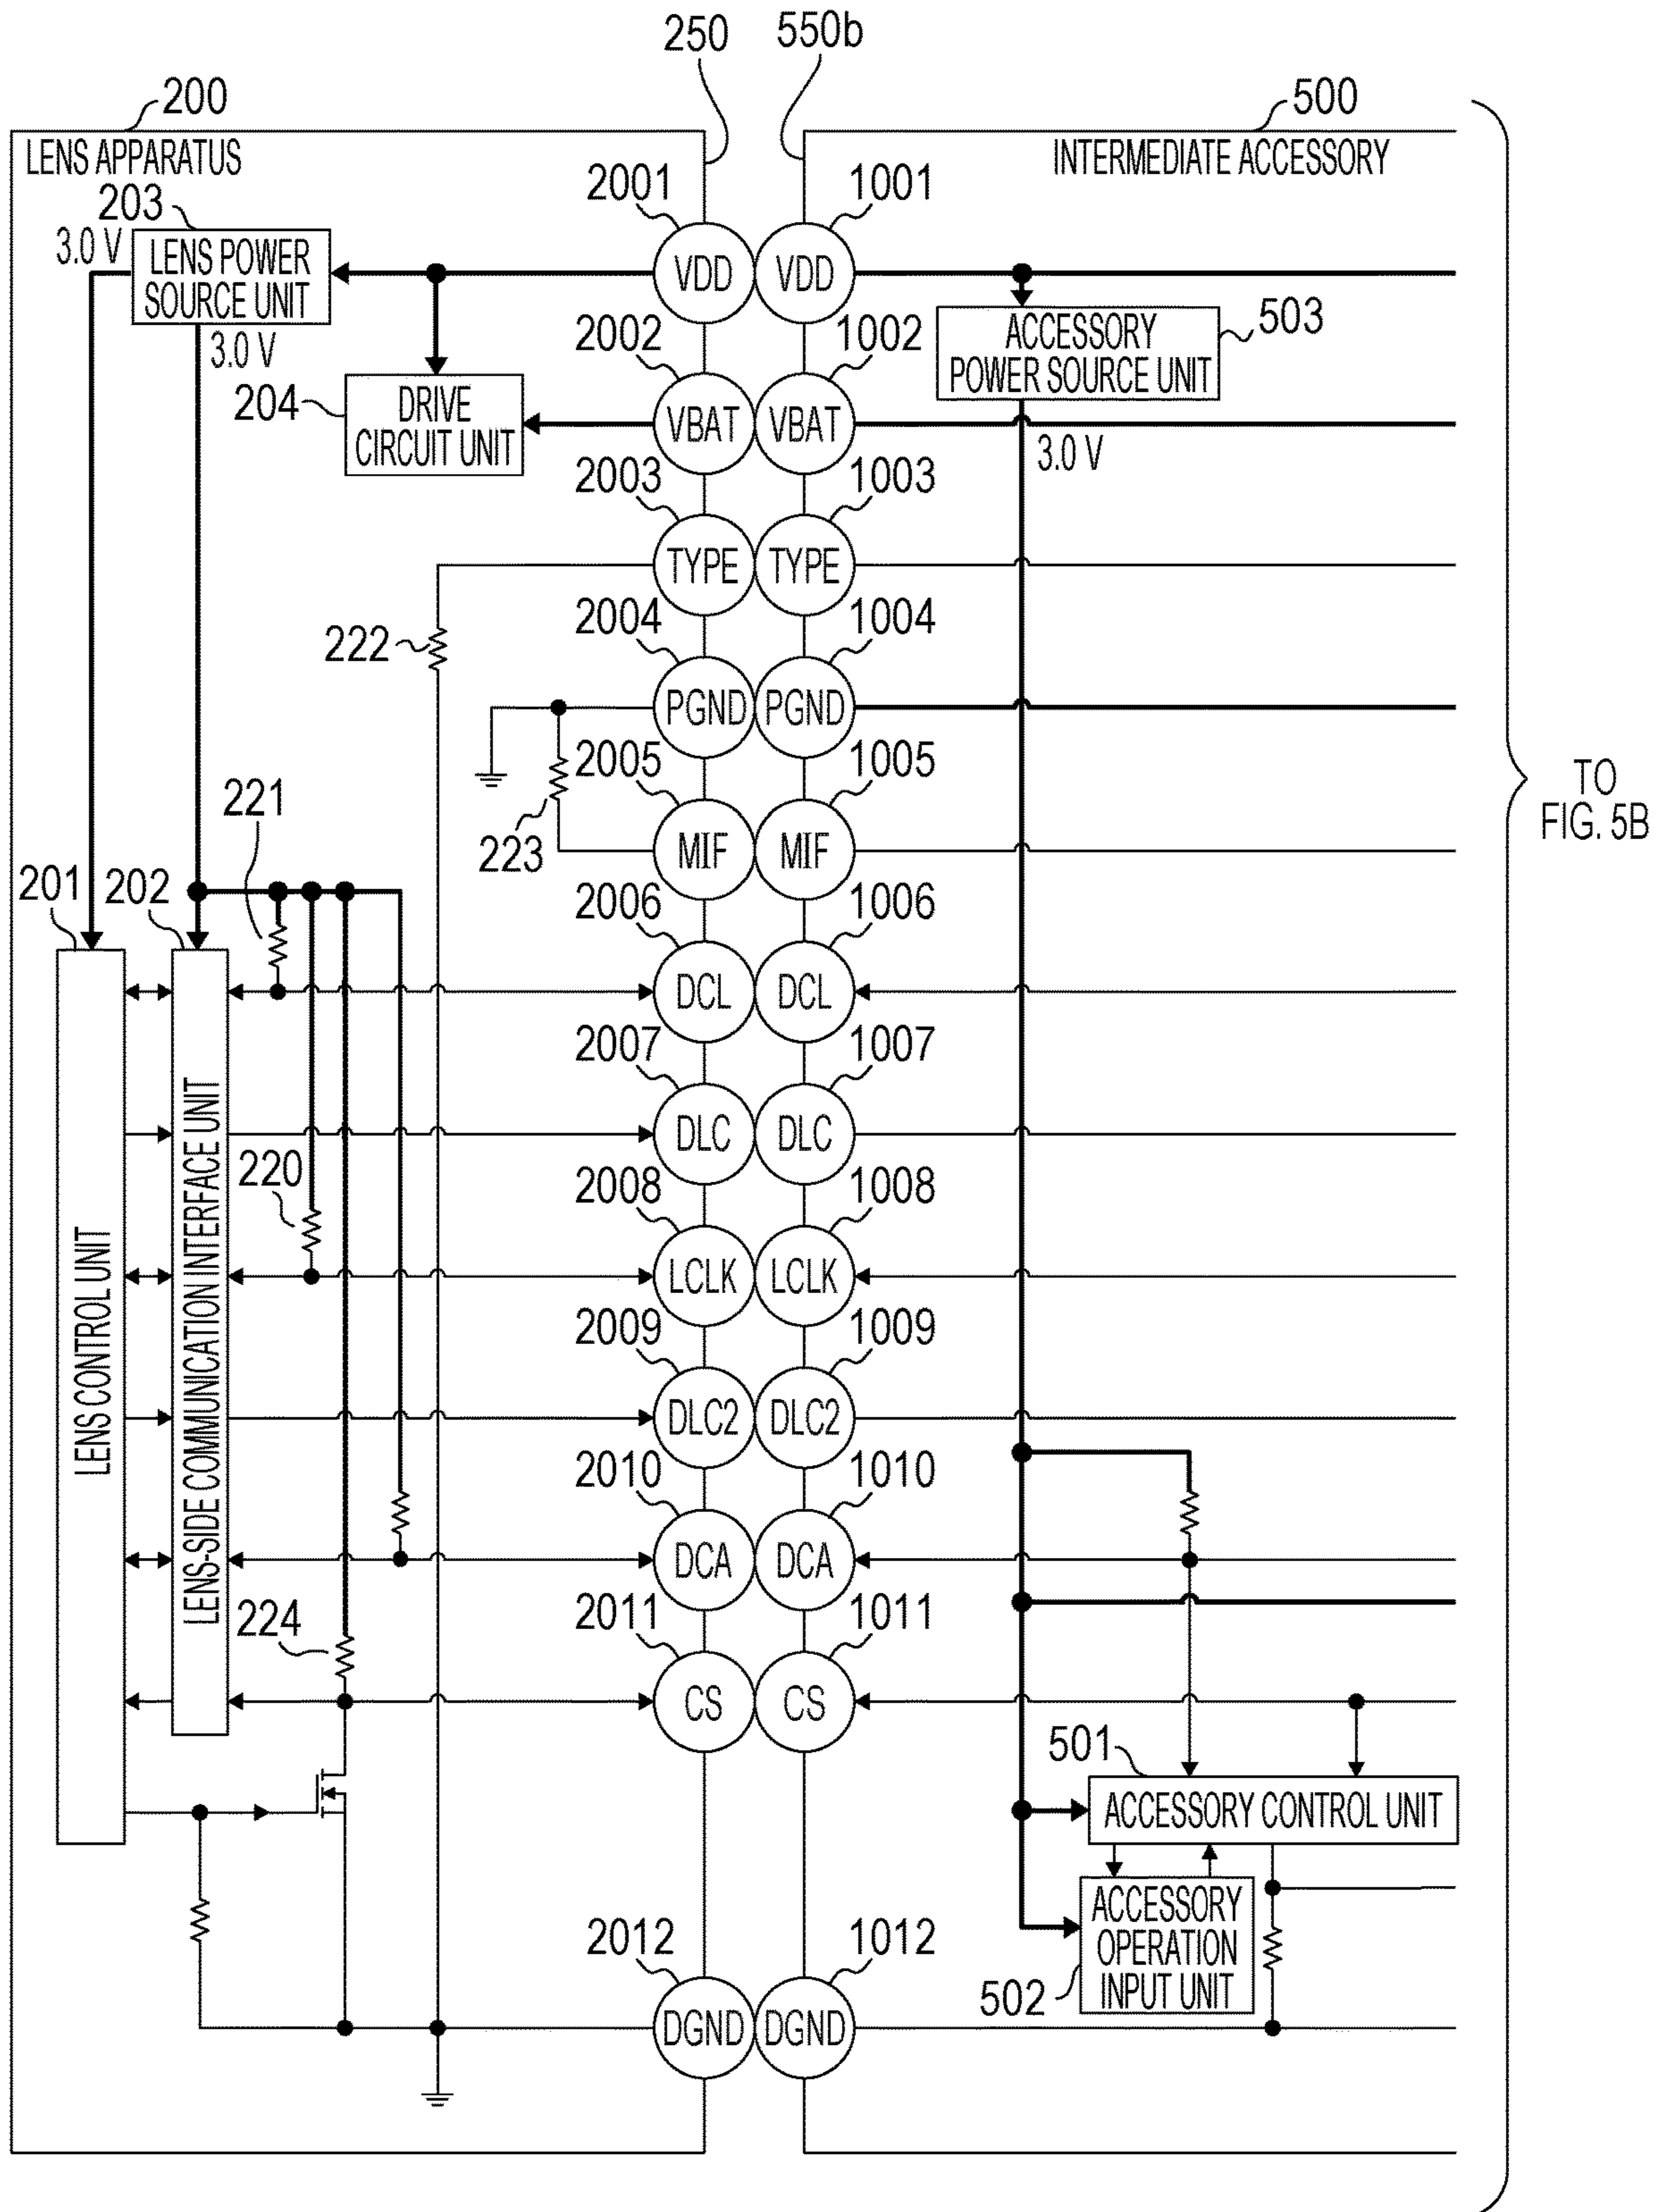 250
550b
200
500
LENS APPARATUS
INTERMEDIATE ACCESSORY
203
2001
1001
3.0 V
LENS POWER
SOURCE UNIT
VDD
VDD
3.0 V
2002
1002
ACCESSORY
POWER SOURCE UNIT
503
204
DRIVE
CIRCUIT UNIT
VBAT
VBAT
3.0 V
2003
1003
TYPE
TYPE
222
2004
1004
PGND
PGND
2005
1005
221
223
MIF
MIF
TO
FIG. 5B
201
202
2006
1006
DCL
DCL
2007
1007
DLC
DLC
220
2008
1008
LENS CONTROL UNIT
LENS-SIDE COMMUNICATION INTERFACE UNIT
LCLK
LCLK
2009
1009
DLC2
DLC2
2010
1010
DCA
DCA
224
2011
1011
CS
CS
501
ACCESSORY CONTROL UNIT
2012
1012
ACCESSORY
OPERATION
INPUT UNIT
502
DGND
DGND